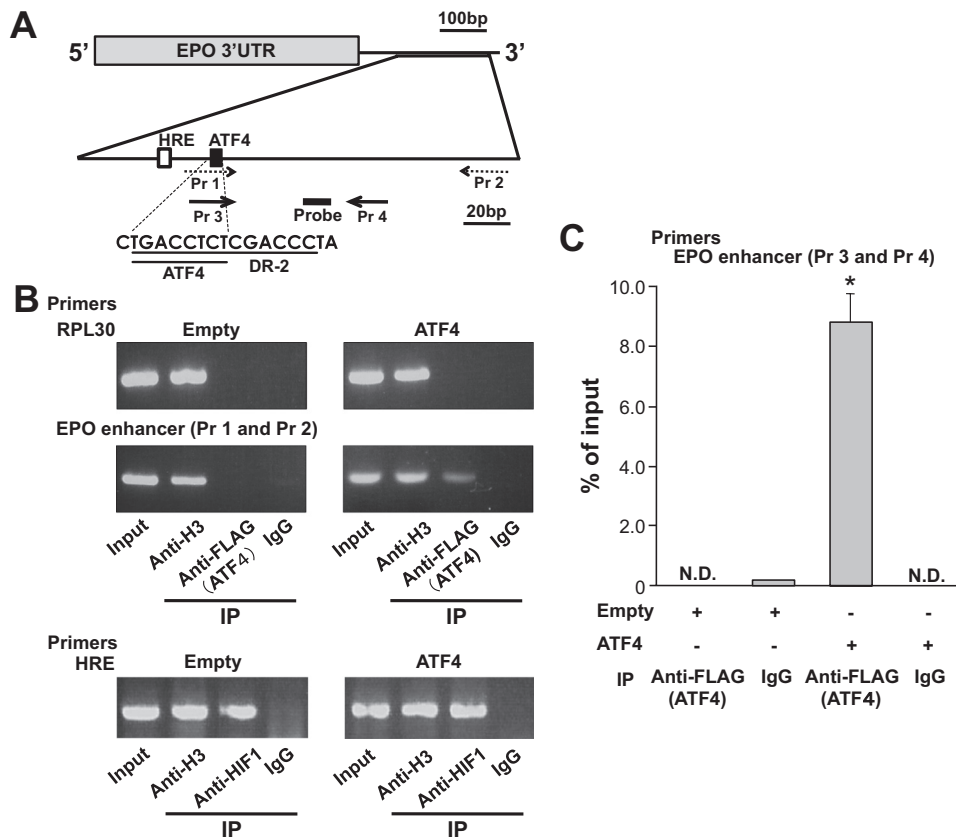 A
100bp
5' EPO 3'UTR 3'
HRE ATF4
Pr 1 Pr 2
Pr 3 Probe Pr 4
20bp
CTGACCTCTCGACCCTA
ATF4 DR-2
B
Primers
RPL30 Empty ATF4
EPO enhancer (Pr 1 and Pr 2)
Input Anti-H3 Anti-FLAG (ATF4) IgG Input Anti-H3 Anti-FLAG (ATF4) IgG
IP IP
Primers
HRE Empty ATF4
Input Anti-H3 Anti-HIF1 IgG Input Anti-H3 Anti-HIF1 IgG
IP IP
C
Primers
EPO enhancer (Pr 3 and Pr 4)
% of input
10.0
8.0
6.0
4.0
2.0
0
N.D. * N.D.
Empty + + - -
ATF4 - - + +
IP Anti-FLAG (ATF4) IgG Anti-FLAG (ATF4) IgG